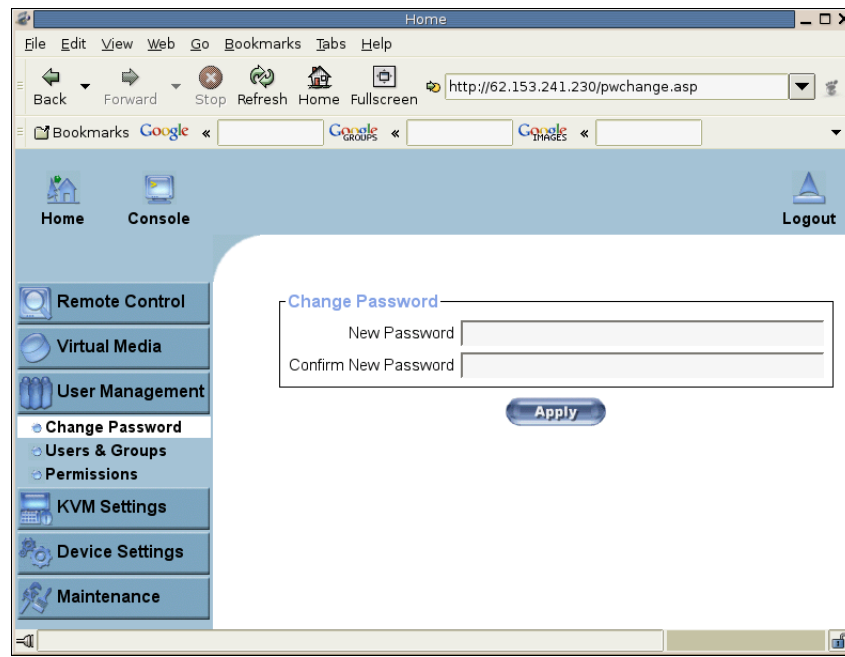 Home
File Edit View Web Go Bookmarks Tabs Help
Back Forward Stop Refresh Home Fullscreen http://62.153.241.230/pwchange.asp
Bookmarks Google « Google GROUPS « Google IMAGES «
Home Console Logout
Remote Control
Virtual Media
User Management
Change Password
Users & Groups
Permissions
KVM Settings
Device Settings
Maintenance
Change Password
New Password
Confirm New Password
Apply